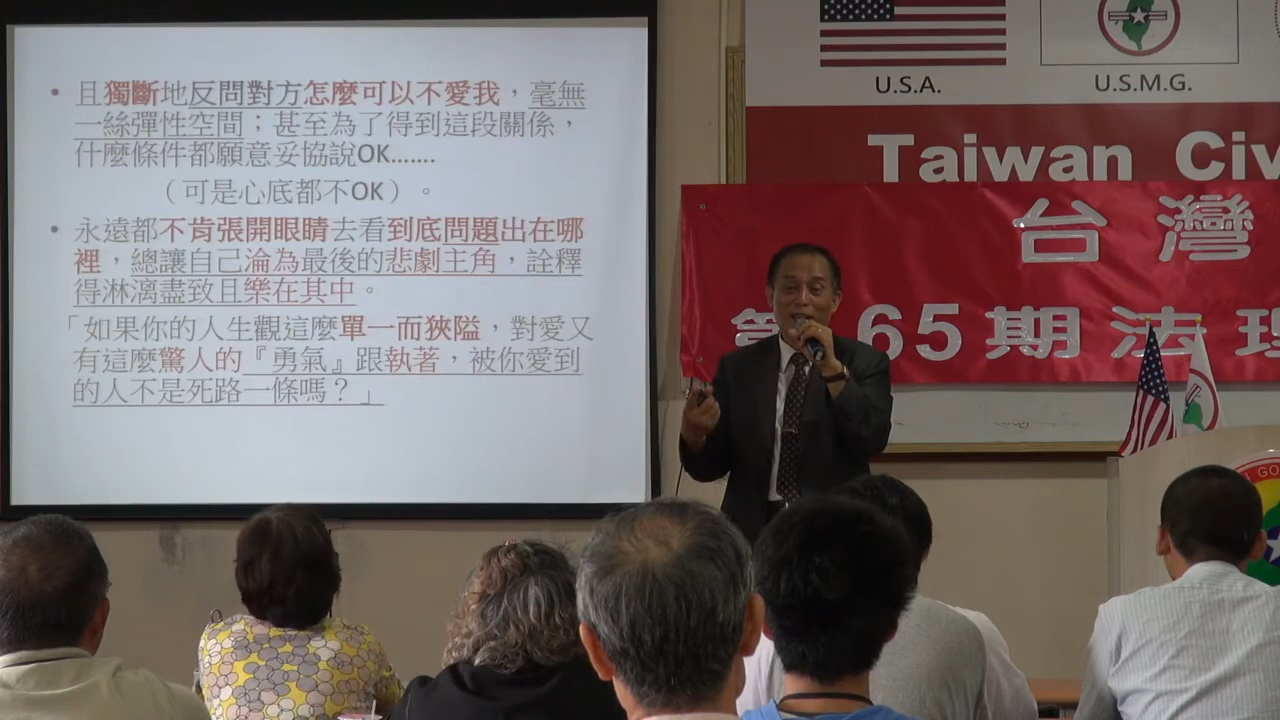 • 且獨斷地反問對方怎麼可以不愛我，毫無
一絲彈性空間；甚至為了得到這段關係，
什麼條件都願意妥協說OK.......
（可是心底都不OK）。
• 永遠都不肯張開眼睛去看到底問題出在哪
裡，總讓自己淪為最後的悲劇主角，詮釋
得淋漓盡致且樂在其中。
「如果你的人生觀這麼單一而狹隘，對愛又
有這麼驚人的『勇氣』跟執著，被你愛到
的人不是死路一條嗎？」
U.S.A.
U.S.M.G.
Taiwan Civ
台灣
第65期法理
GO